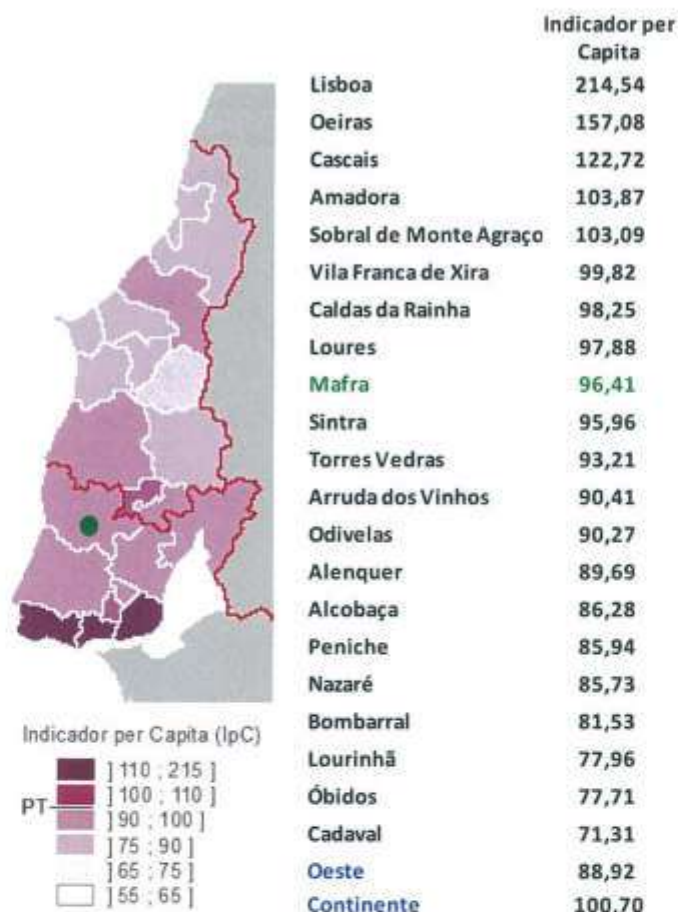 Indicador per
Capita
Lisboa 214,54
Oeiras 157,08
Cascais 122,72
Amadora 103,87
Sobral de Monte Agraço 103,09
Vila Franca de Xira 99,82
Caldas da Rainha 98,25
Loures 97,88
Mafra 96,41
Sintra 95,96
Torres Vedras 93,21
Arruda dos Vinhos 90,41
Odivelas 90,27
Alenquer 89,69
Alcobaça 86,28
Peniche 85,94
Nazaré 85,73
Bombarral 81,53
Lourinhã 77,96
Óbidos 77,71
Cadaval 71,31
Oeste 88,92
Continente 100,70
Indicador per Capita (IpC)
] 110 ; 215 ]
] 100 ; 110 ]
PT
] 90 ; 100 ]
] 75 ; 90 ]
] 65 ; 75 ]
] 55 ; 65 ]